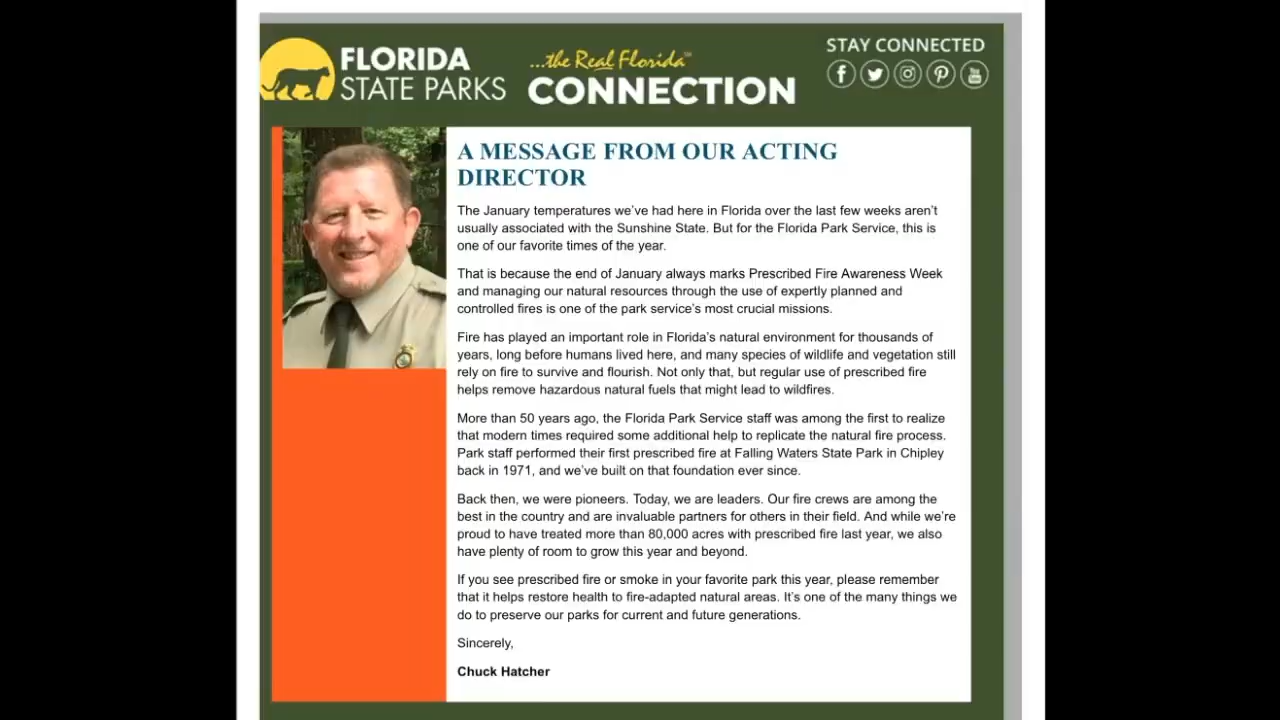 FLORIDA
STATE PARKS
...the Real Florida℠
CONNECTION
STAY CONNECTED
A MESSAGE FROM OUR ACTING
DIRECTOR
The January temperatures we’ve had here in Florida over the last few weeks aren’t
usually associated with the Sunshine State. But for the Florida Park Service, this is
one of our favorite times of the year.
That is because the end of January always marks Prescribed Fire Awareness Week
and managing our natural resources through the use of expertly planned and
controlled fires is one of the park service’s most crucial missions.
Fire has played an important role in Florida’s natural environment for thousands of
years, long before humans lived here, and many species of wildlife and vegetation still
rely on fire to survive and flourish. Not only that, but regular use of prescribed fire
helps remove hazardous natural fuels that might lead to wildfires.
More than 50 years ago, the Florida Park Service staff was among the first to realize
that modern times required some additional help to replicate the natural fire process.
Park staff performed their first prescribed fire at Falling Waters State Park in Chipley
back in 1971, and we’ve built on that foundation ever since.
Back then, we were pioneers. Today, we are leaders. Our fire crews are among the
best in the country and are invaluable partners for others in their field. And while we’re
proud to have treated more than 80,000 acres with prescribed fire last year, we also
have plenty of room to grow this year and beyond.
If you see prescribed fire or smoke in your favorite park this year, please remember
that it helps restore health to fire-adapted natural areas. It’s one of the many things we
do to preserve our parks for current and future generations.
Sincerely,
Chuck Hatcher